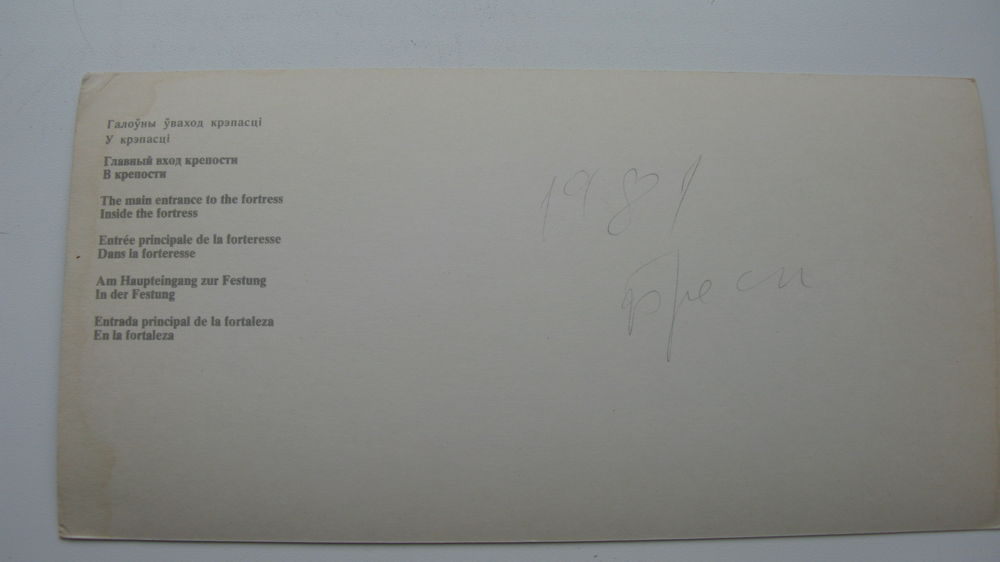 Галоўны ўваход крэпасці
У крэпасці
Главный вход крепости
В крепости
The main entrance to the fortress
Inside the fortress
Entrée principale de la forteresse
Dans la forteresse
Am Haupteingang zur Festung
In der Festung
Entrada principal de la fortaleza
En la fortaleza
1981